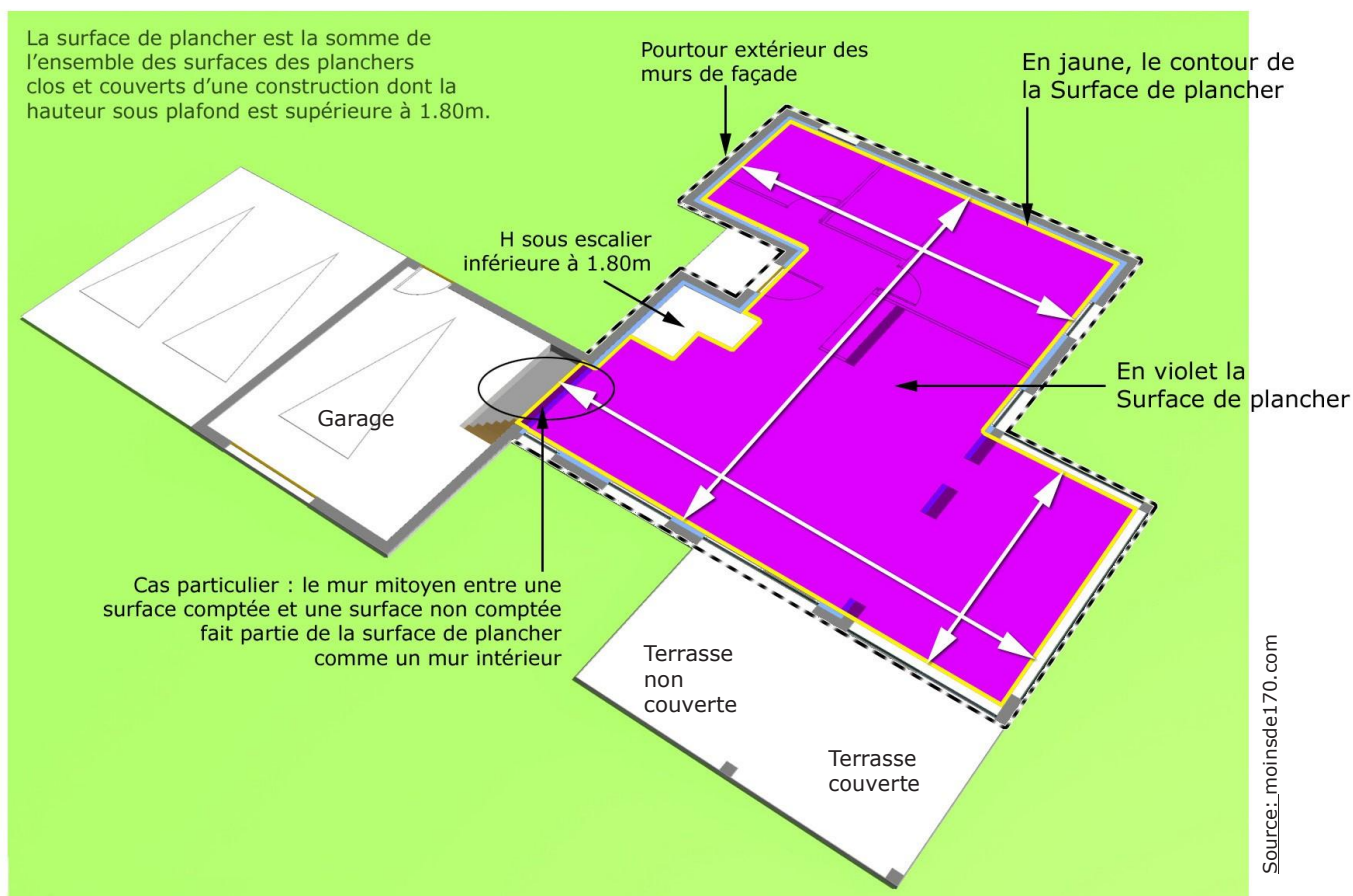 La surface de plancher est la somme de
l’ensemble des surfaces des planchers
clos et couverts d’une construction dont la
hauteur sous plafond est supérieure à 1.80m.
Pourtour extérieur des
murs de façade
En jaune, le contour de
la Surface de plancher
H sous escalier
inférieure à 1.80m
En violet la
Surface de plancher
Garage
Cas particulier : le mur mitoyen entre une
surface comptée et une surface non comptée
fait partie de la surface de plancher
comme un mur intérieur
Terrasse
non
couverte
Terrasse
couverte
Source: moinsde170.com